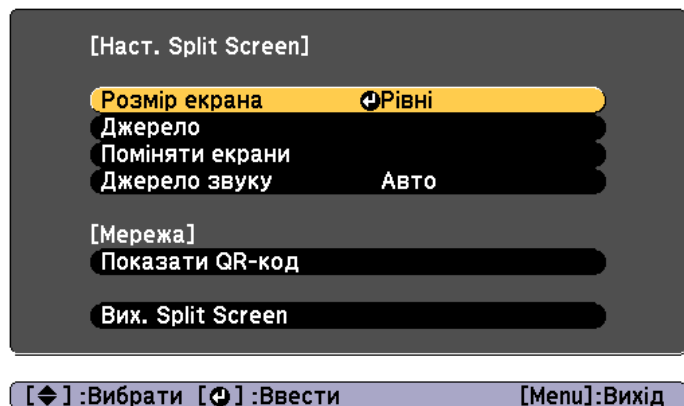 [Наст. Split Screen]
Розмір екрана Рівні
Джерело
Поміняти екрани
Джерело звуку Авто
[Мережа]
Показати QR-код
Вих. Split Screen
[ ] :Вибрати [ ] :Ввести [Menu]:Вихід